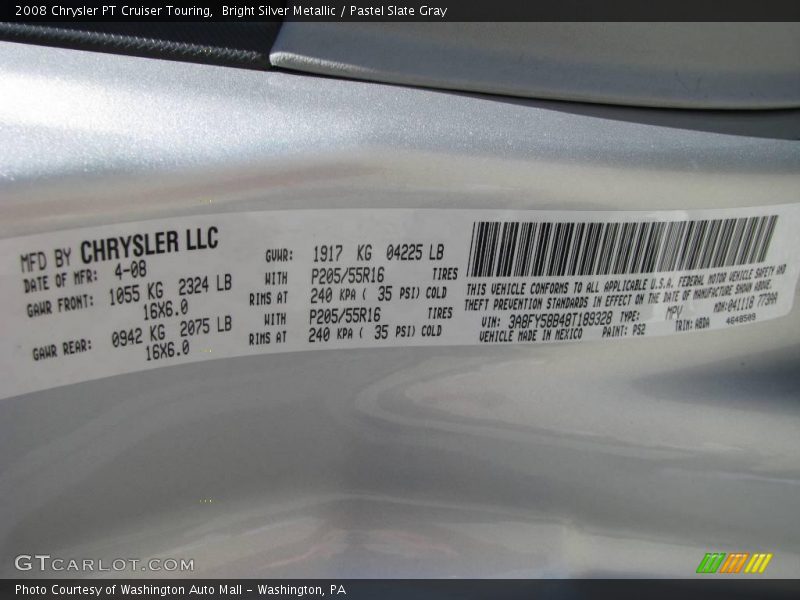 2008 Chrysler PT Cruiser Touring,  Bright Silver Metallic / Pastel Slate Gray
MFD BY CHRYSLER LLC
DATE OF MFR: 4-08
GAWR FRONT: 1055 KG 2324 LB
16X6.0
GAWR REAR: 0942 KG 2075 LB
16X6.0
GVWR: 1917 KG 04225 LB
WITH P205/55R16 TIRES
RIMS AT 240 KPA ( 35 PSI) COLD
WITH P205/55R16 TIRES
RIMS AT 240 KPA ( 35 PSI) COLD
THIS VEHICLE CONFORMS TO ALL APPLICABLE U.S.A. FEDERAL MOTOR VEHICLE SAFETY AND
THEFT PREVENTION STANDARDS IN EFFECT ON THE DATE OF MANUFACTURE SHOWN ABOVE.
VIN: 3A8FY58B48T189328 TYPE: MPV MDH:041118
VEHICLE MADE IN MEXICO PAINT: PS2 TRIM:
GTCARLOT.COM
Photo Courtesy of Washington Auto Mall – Washington, PA